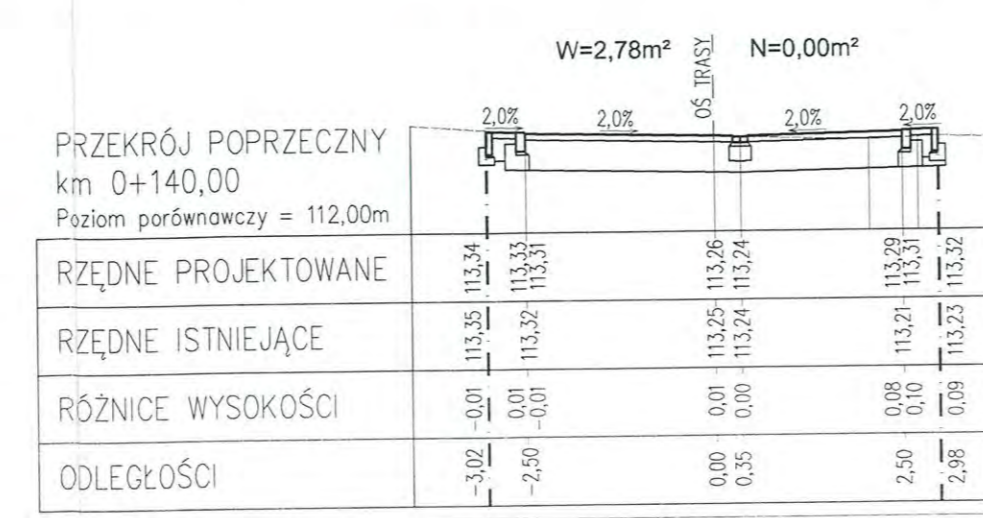 W=2,78m² OŚ TRASY N=0,00m²
2,0% 2,0% 2,0% 2,0%
PRZEKRÓJ POPRZECZNY
km 0+140,00
Poziom porównawczy = 112,00m
RZĘDNE PROJEKTOWANE 113,34 113,33 113,31 113,26 113,24 113,29 113,31 113,32
RZĘDNE ISTNIEJĄCE 113,35 113,32 113,25 113,24 113,21 113,23
RÓŻNICE WYSOKOŚCI -0,01 0,01 -0,01 0,01 0,00 0,08 0,10 0,09
ODLEGŁOŚCI -3,02 -2,50 0,00 0,35 2,50 2,98